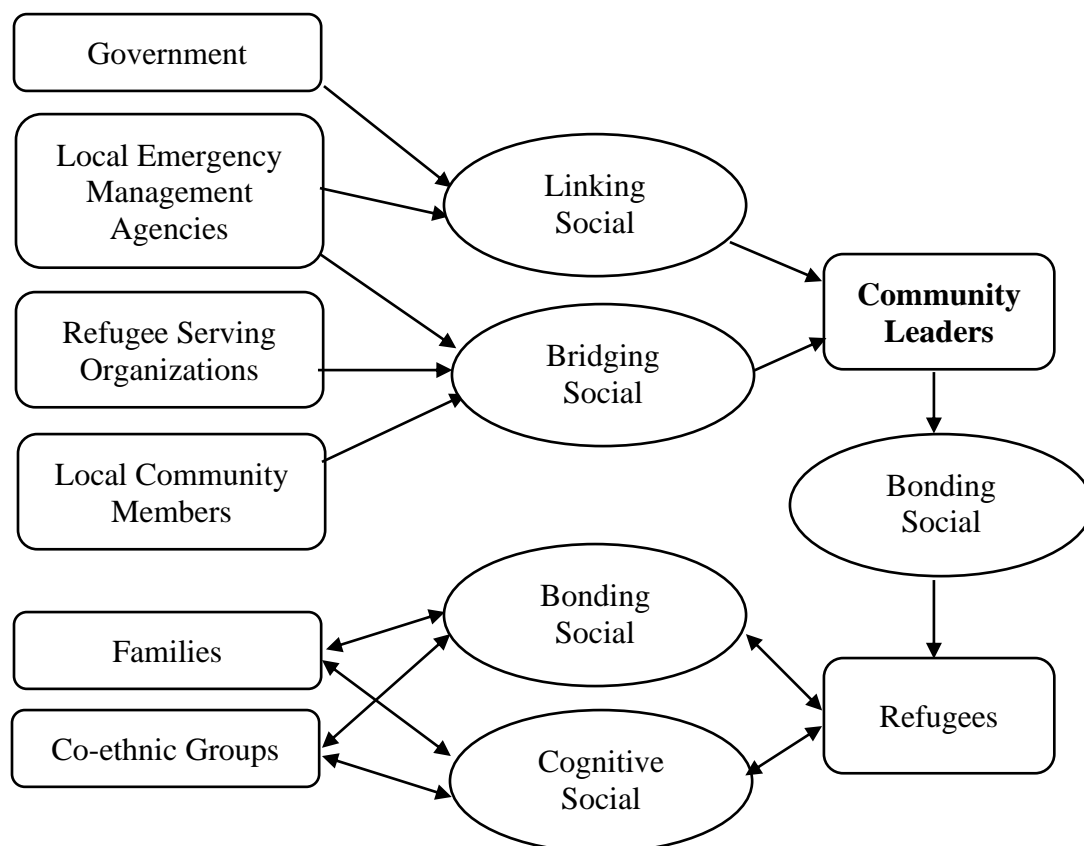 Government
Local Emergency
Management
Agencies
Refugee Serving
Organizations
Local Community
Members
Linking
Social
Bridging
Social
Community
Leaders
Bonding
Social
Families
Co-ethnic Groups
Bonding
Social
Cognitive
Social
Refugees